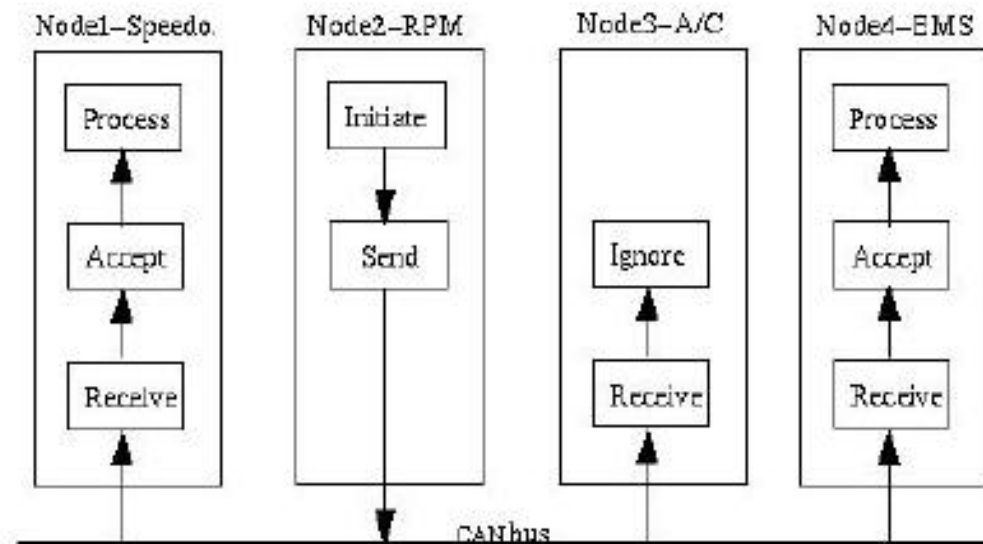 Node1-Speedo.
Node2-RPM
Node3-A/C
Node4-EMS
Process
Initiate
Process
Accept
Send
Ignore
Accept
Receive
Receive
Receive
CANbus